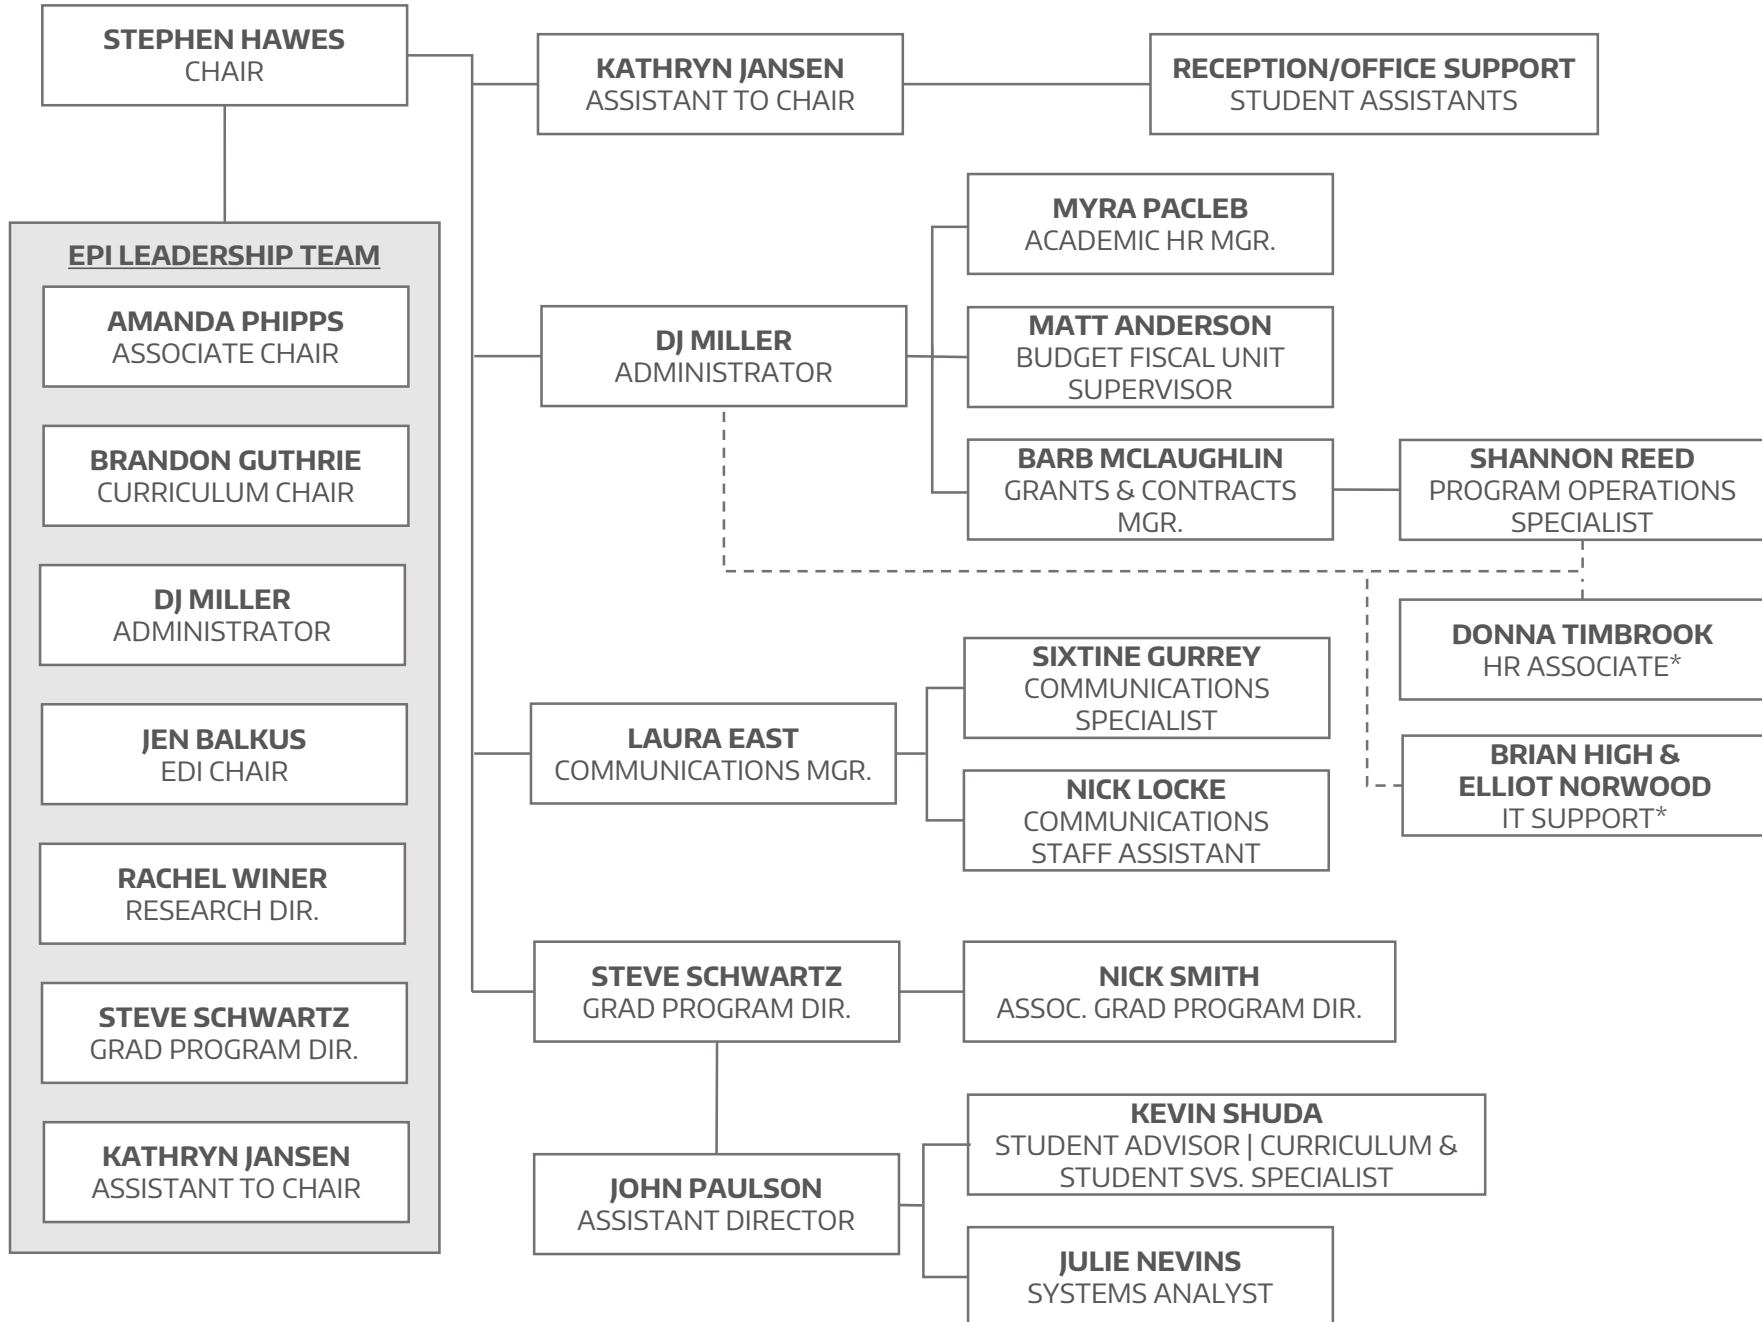 STEPHEN HAWES
CHAIR
KATHRYN JANSEN
ASSISTANT TO CHAIR
RECEPTION/OFFICE SUPPORT
STUDENT ASSISTANTS
EPI LEADERSHIP TEAM
AMANDA PHIPPS
ASSOCIATE CHAIR
BRANDON GUTHRIE
CURRICULUM CHAIR
DJ MILLER
ADMINISTRATOR
JEN BALKUS
EDI CHAIR
RACHEL WINER
RESEARCH DIR.
STEVE SCHWARTZ
GRAD PROGRAM DIR.
KATHRYN JANSEN
ASSISTANT TO CHAIR
DJ MILLER
ADMINISTRATOR
MYRA PACLEB
ACADEMIC HR MGR.
MATT ANDERSON
BUDGET FISCAL UNIT
SUPERVISOR
BARB MCLAUGHLIN
GRANTS & CONTRACTS
MGR.
SHANNON REED
PROGRAM OPERATIONS
SPECIALIST
DONNA TIMBROOK
HR ASSOCIATE*
BRIAN HIGH &
ELLIOT NORWOOD
IT SUPPORT*
LAURA EAST
COMMUNICATIONS MGR.
SIXTINE GURREY
COMMUNICATIONS
SPECIALIST
NICK LOCKE
COMMUNICATIONS
STAFF ASSISTANT
STEVE SCHWARTZ
GRAD PROGRAM DIR.
NICK SMITH
ASSOC. GRAD PROGRAM DIR.
JOHN PAULSON
ASSISTANT DIRECTOR
KEVIN SHUDA
STUDENT ADVISOR | CURRICULUM &
STUDENT SVS. SPECIALIST
JULIE NEVINS
SYSTEMS ANALYST